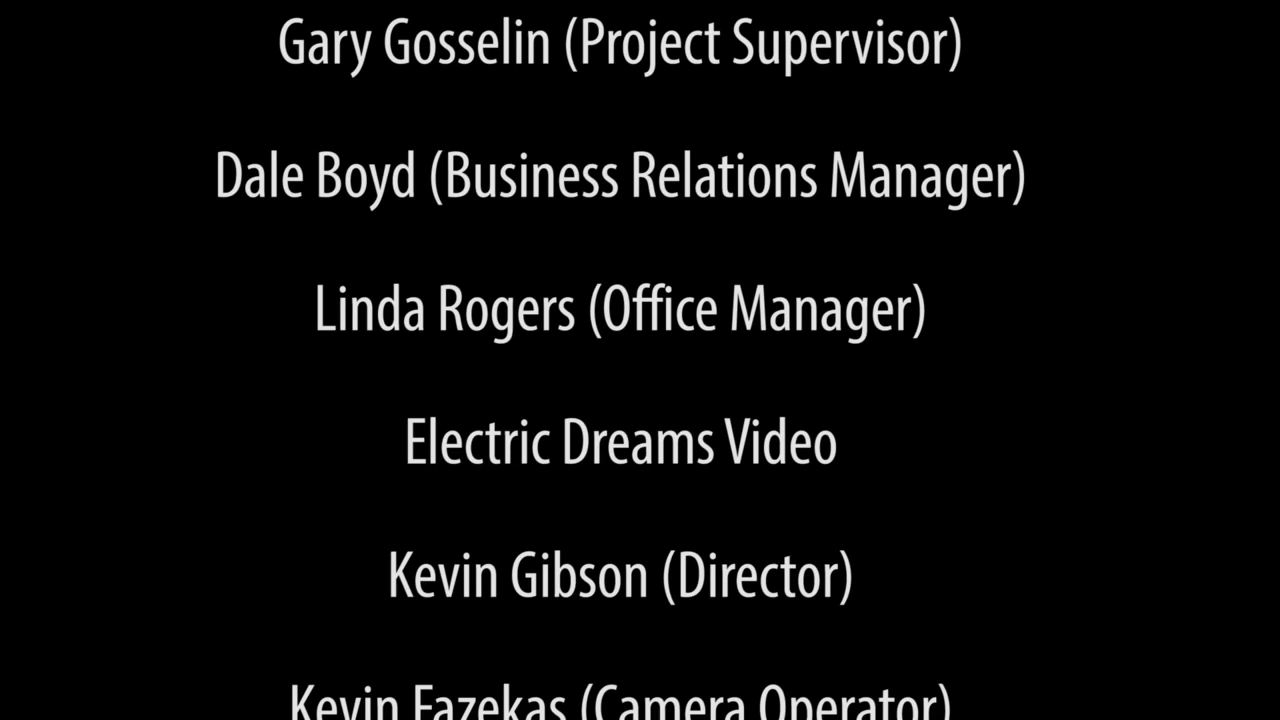 Gary Gosselin (Project Supervisor)
Dale Boyd (Business Relations Manager)
Linda Rogers (Office Manager)
Electric Dreams Video
Kevin Gibson (Director)
Kevin Fazekas (Camera Operator)